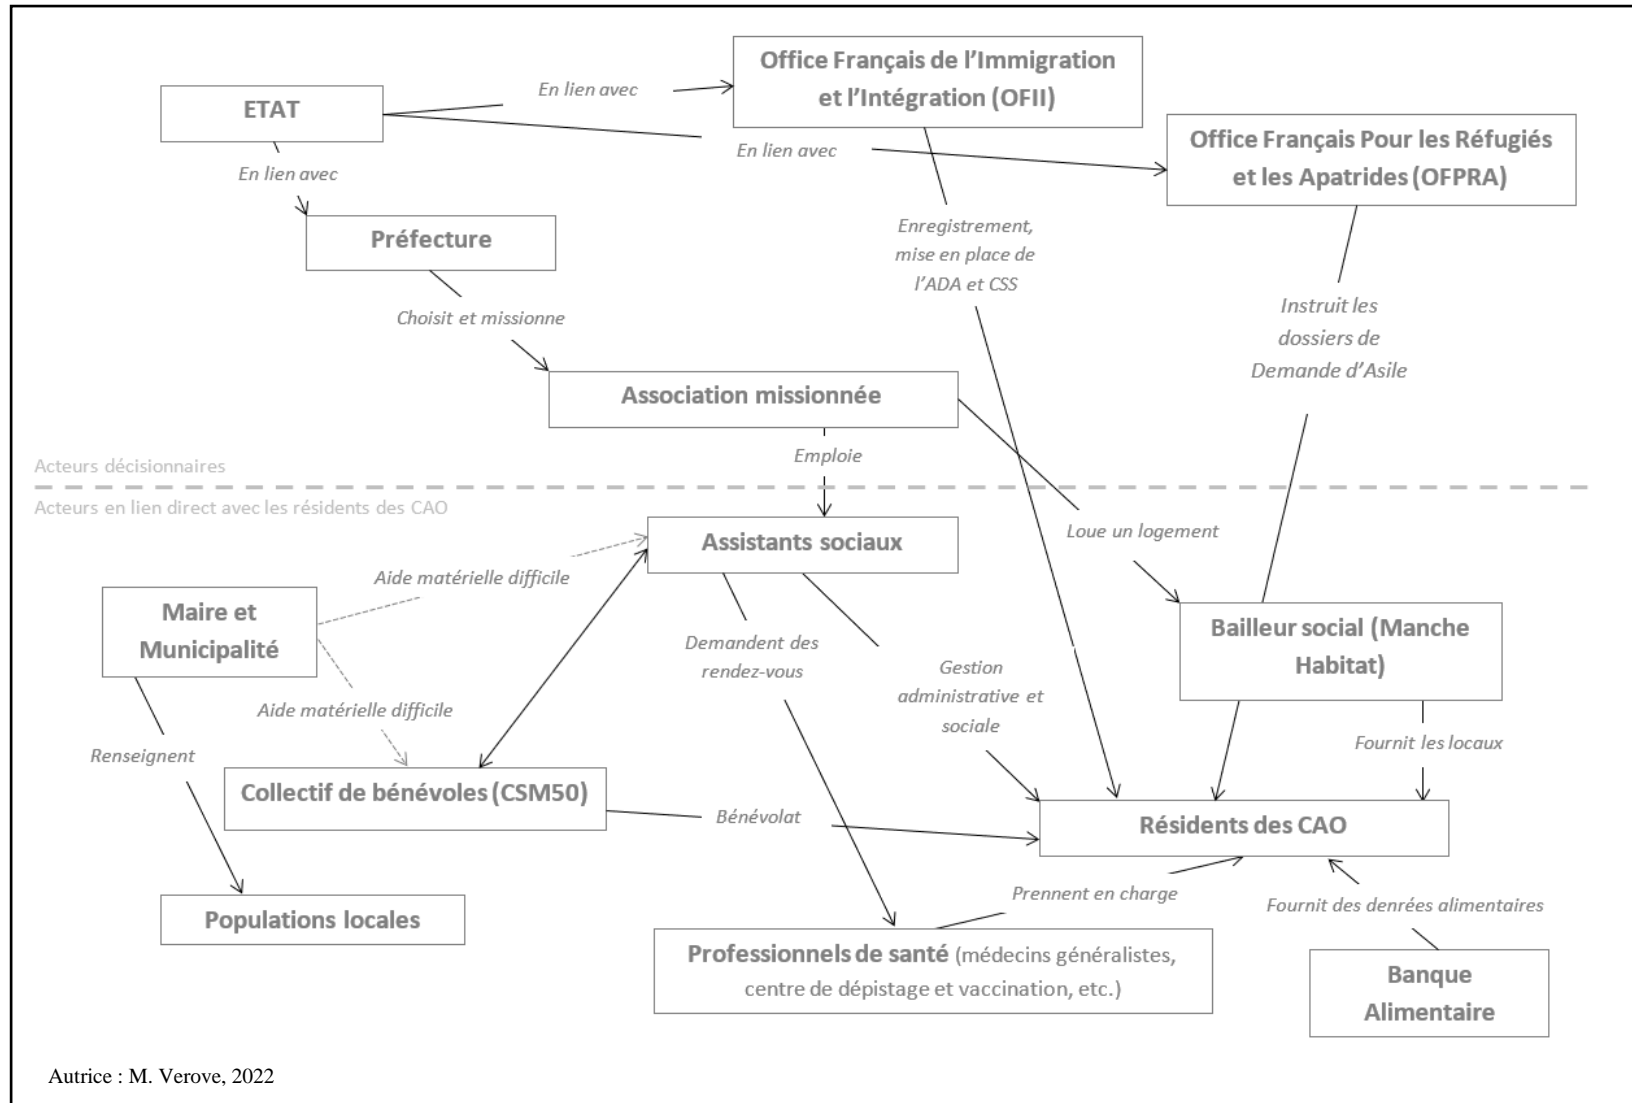 Office Français de l'Immigration
et l'Intégration (OFII)
En lien avec
ETAT
Office Français Pour les Réfugiés
et les Apatrides (OFPRA)
En lien avec
En lien avec
Préfecture
Enregistrement,
mise en place de
l'ADA et CSS
Choisit et missionne
Instruit les
dossiers de
Demande d'Asile
Association missionnée
Emploie
Acteurs décisionnaires
Acteurs en lien direct avec les résidents des CAO
Loue un logement
Assistants sociaux
Aide matérielle difficile
Maire et
Municipalité
Bailleur social (Manche
Habitat)
Demandent des
rendez-vous
Gestion
administrative et
sociale
Aide matérielle difficile
Renseignent
Fournit les locaux
Collectif de bénévoles (CSM50)
Bénévolat
Résidents des CAO
Prennent en charge
Fournit des denrées alimentaires
Populations locales
Professionnels de santé (médecins généralistes,
centre de dépistage et vaccination, etc.)
Banque
Alimentaire
Autrice : M. Verove, 2022